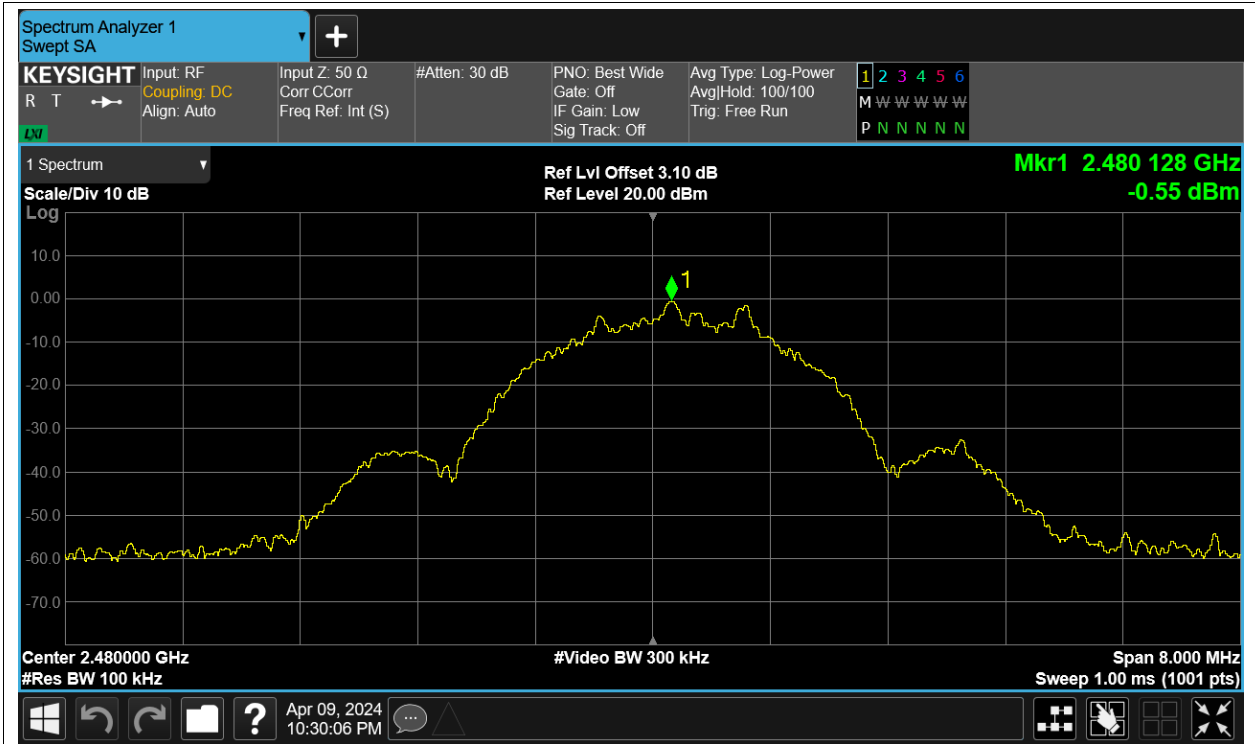 Spectrum Analyzer 1
Swept SA
KEYSIGHT
R T
LXI
Input: RF
Coupling: DC
Align: Auto
Input Z: 50 Ω
Corr CCorr
Freq Ref: Int (S)
#Atten: 30 dB
PNO: Best Wide
Gate: Off
IF Gain: Low
Sig Track: Off
Avg Type: Log-Power
Avg|Hold: 100/100
Trig: Free Run
1 2 3 4 5 6
M W W W W W
P N N N N N
1 Spectrum
Scale/Div 10 dB
Log
Ref Lvl Offset 3.10 dB
Ref Level 20.00 dBm
Mkr1 2.480 128 GHz
-0.55 dBm
1
10.0
0.00
-10.0
-20.0
-30.0
-40.0
-50.0
-60.0
-70.0
Center 2.480000 GHz
#Res BW 100 kHz
#Video BW 300 kHz
Span 8.000 MHz
Sweep 1.00 ms (1001 pts)
?
Apr 09, 2024
10:30:06 PM